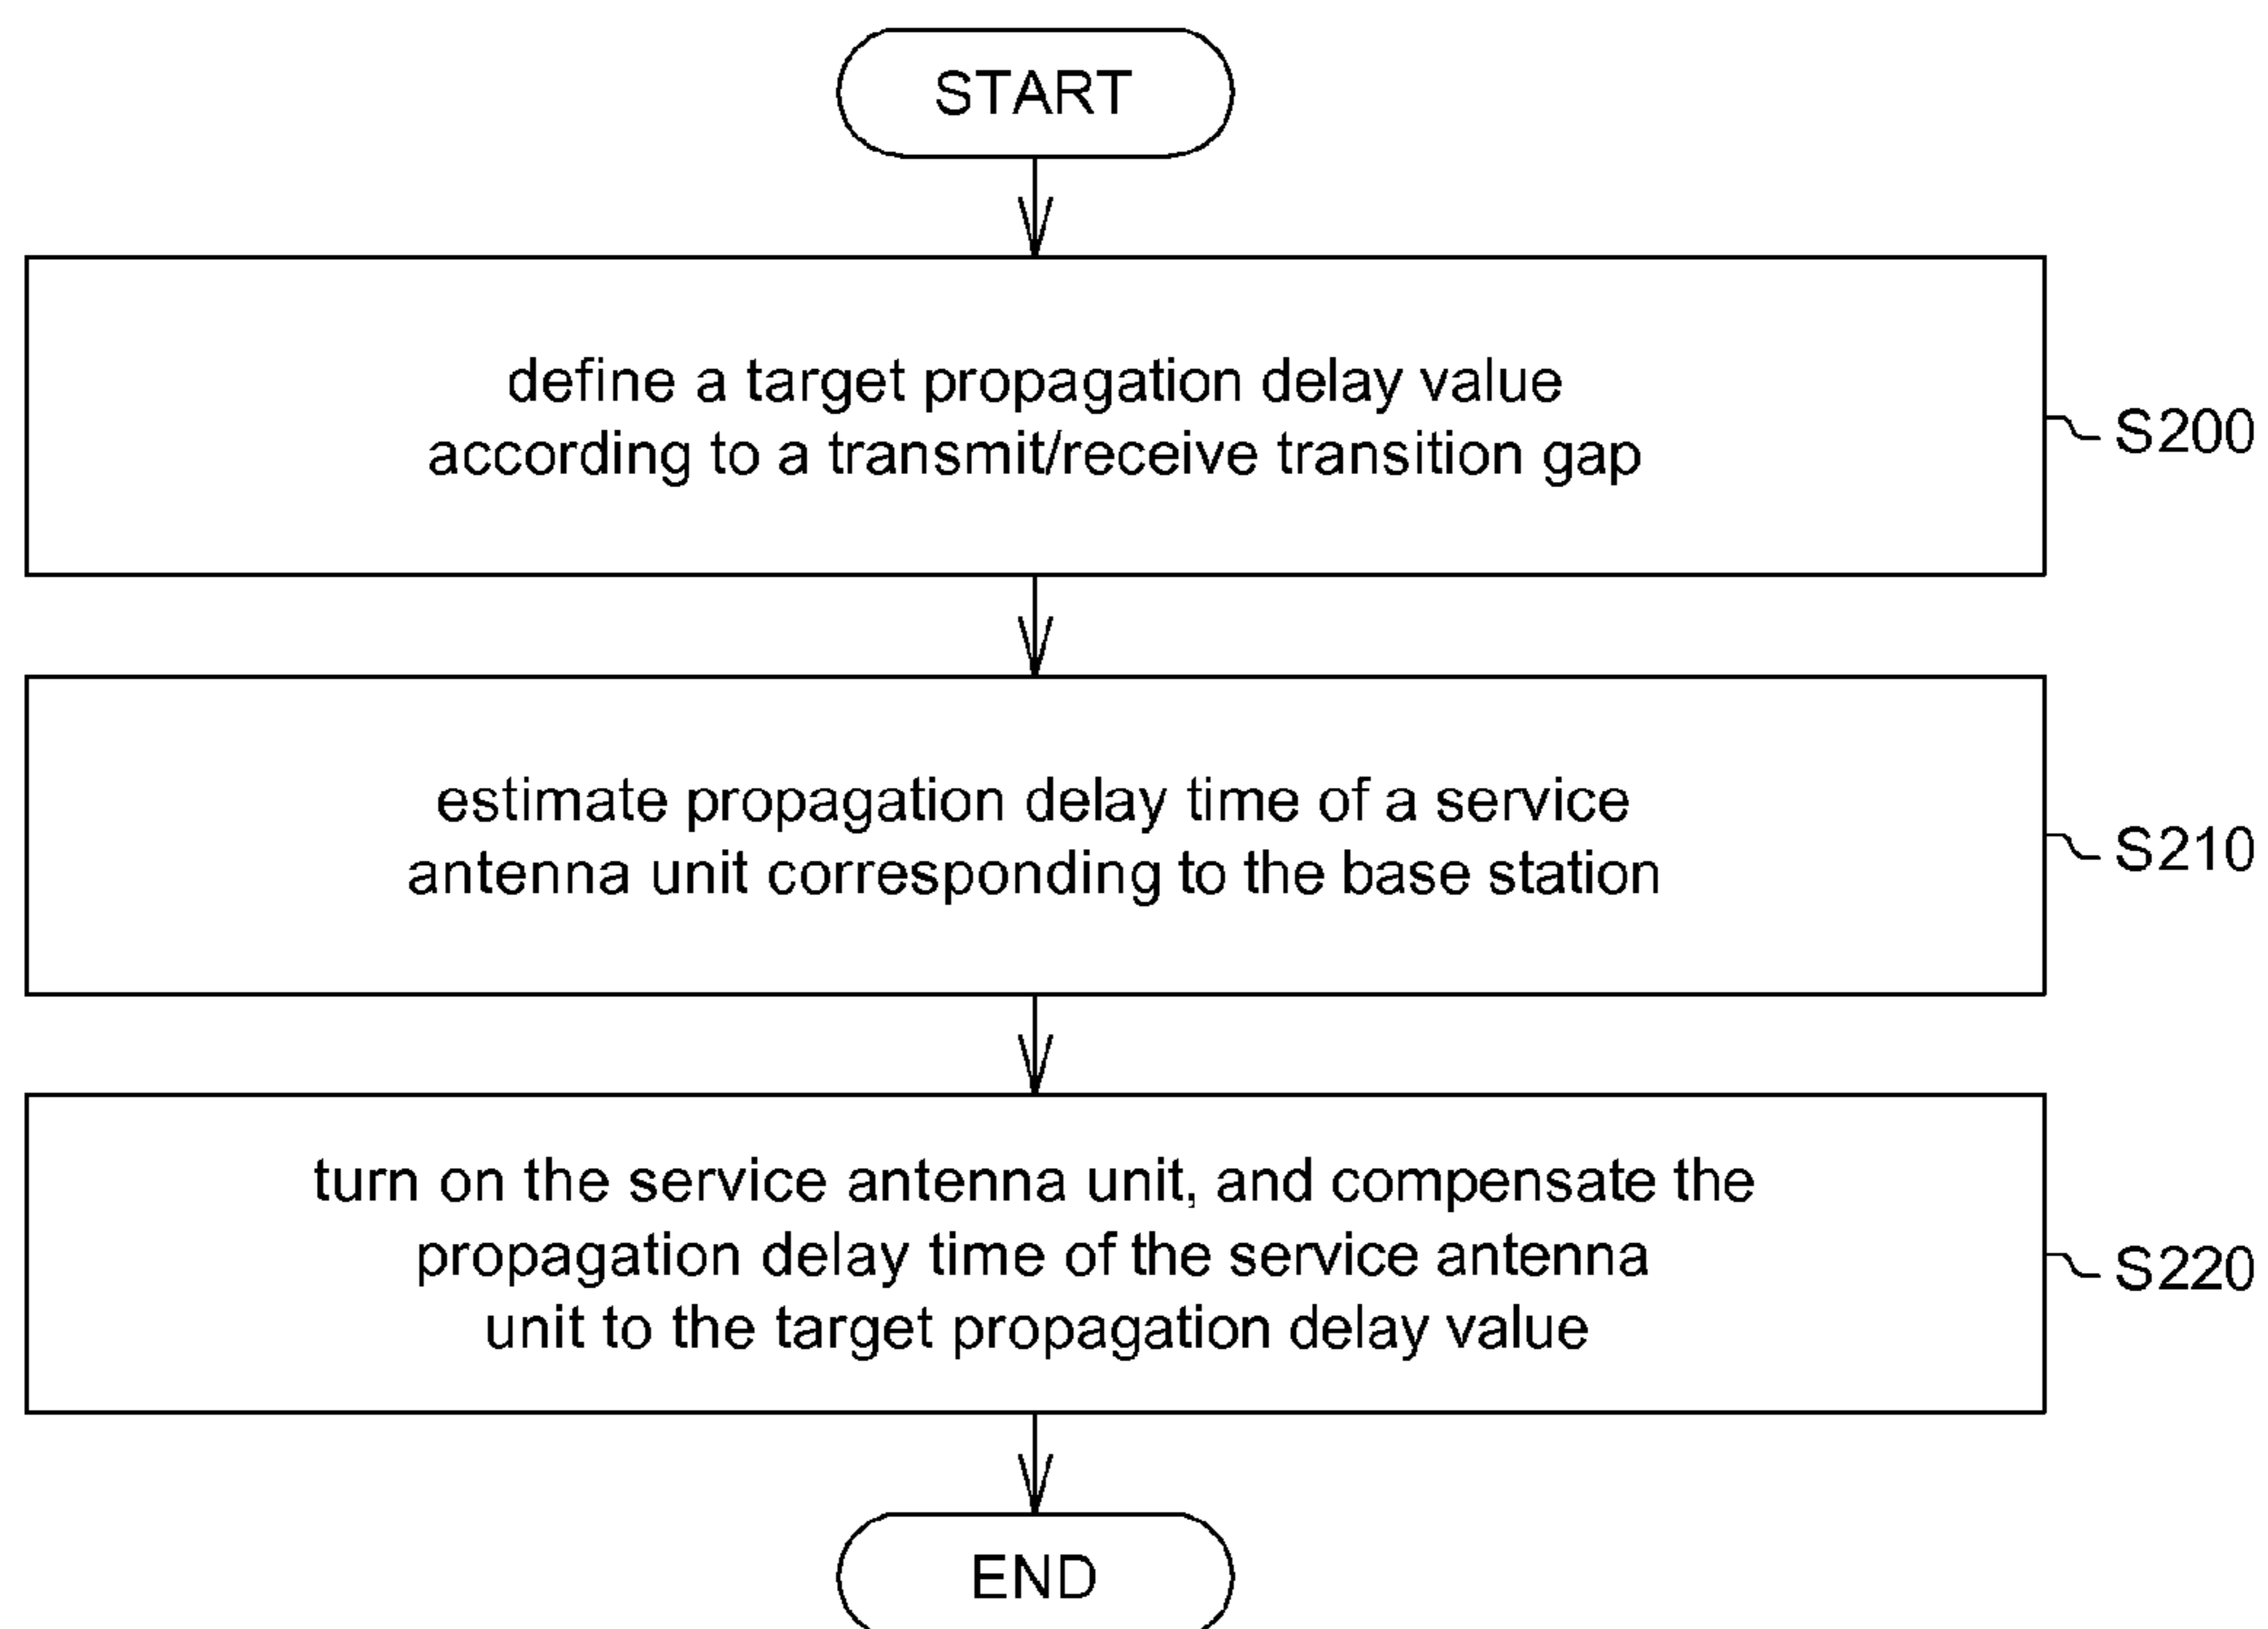 START
define a target propagation delay value
according to a transmit/receive transition gap
S200
estimate propagation delay time of a service
antenna unit corresponding to the base station
S210
turn on the service antenna unit, and compensate the
propagation delay time of the service antenna
unit to the target propagation delay value
S220
END